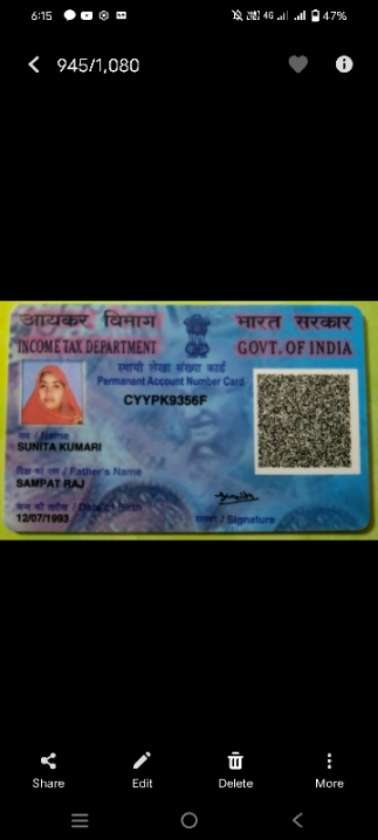 6:15
4G 47%
945/1,080
आयकर विभाग
भारत सरकार
INCOME TAX DEPARTMENT
GOVT. OF INDIA
स्थायी लेखा संख्या कार्ड
Permanent Account Number Card
CYYPK9356F
नाम / Name
SUNITA KUMARI
पिता का नाम / Father's Name
SAMPAT RAJ
जन्म की तारीख / Date of Birth
12/07/1993
हस्ताक्षर / Signature
Share
Edit
Delete
More